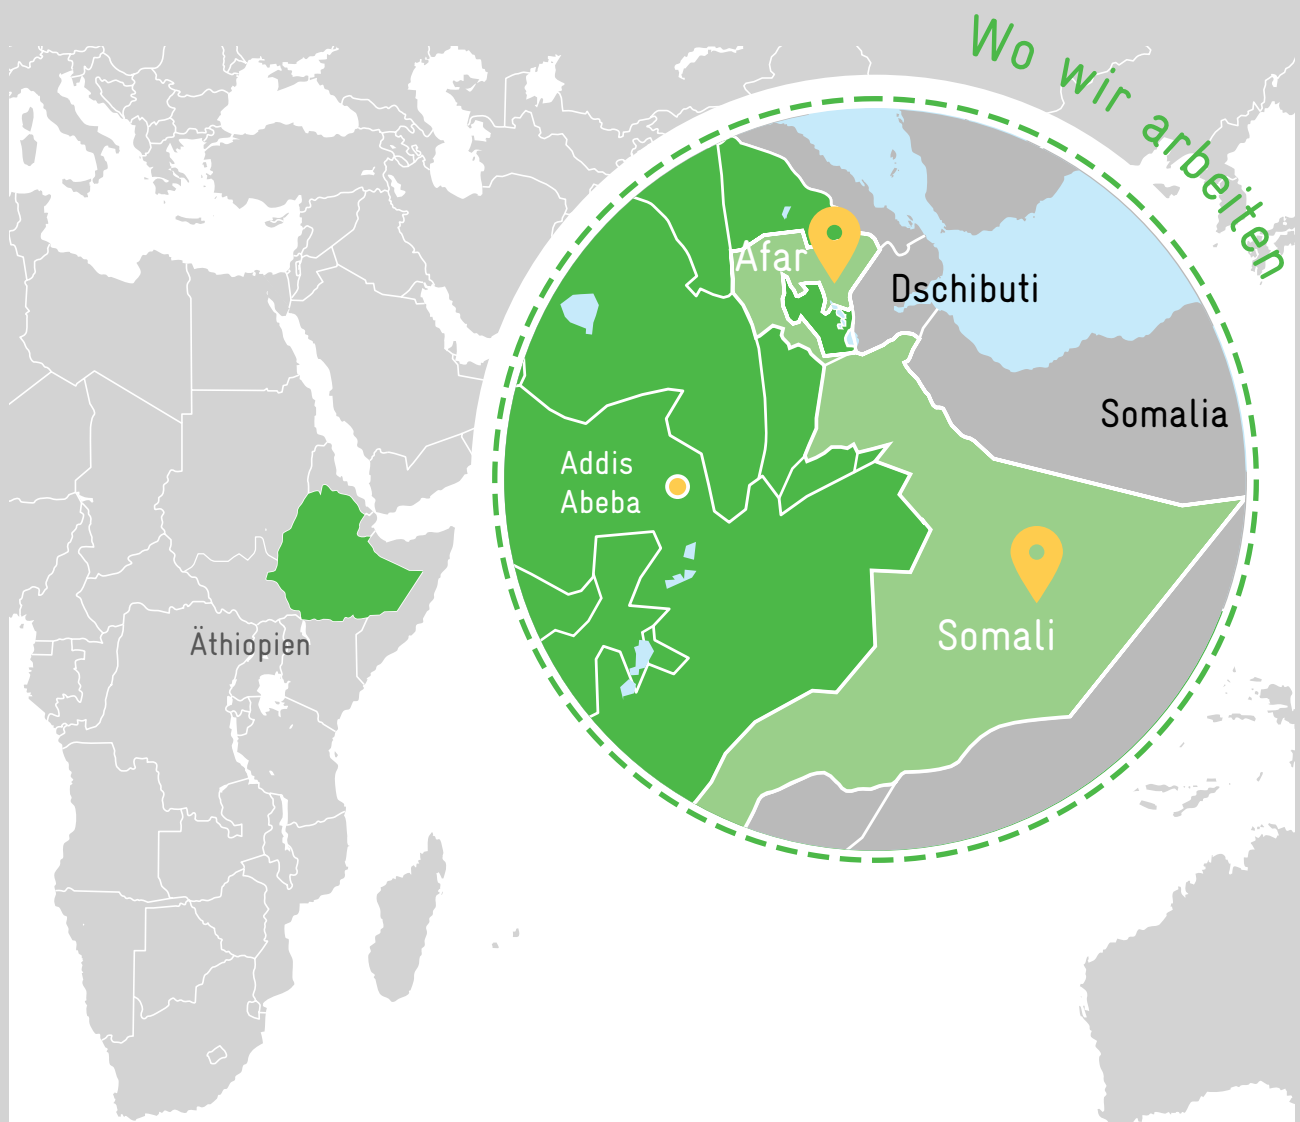 Wo wir arbeiten
Afar
Dschibuti
Somalia
Addis
Abeba
Somali
Äthiopien